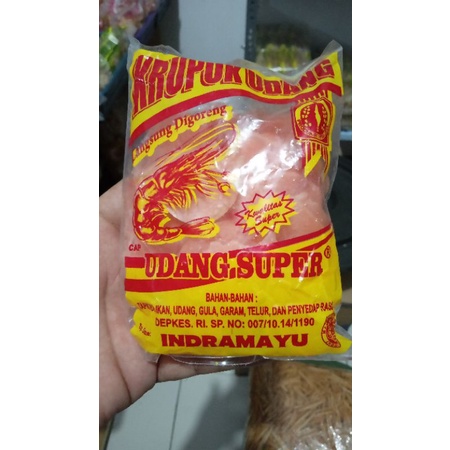 KRUPUK UDANG
Langsung Digoreng
Kwalitas
Super
CAP
UDANG SUPER
BAHAN-BAHAN :
IKAN, UDANG, GULA, GARAM, TELUR, DAN PENYEDAP RASA
DEPKES. RI. SP. NO: 007/10.14/1190
INDRAMAYU